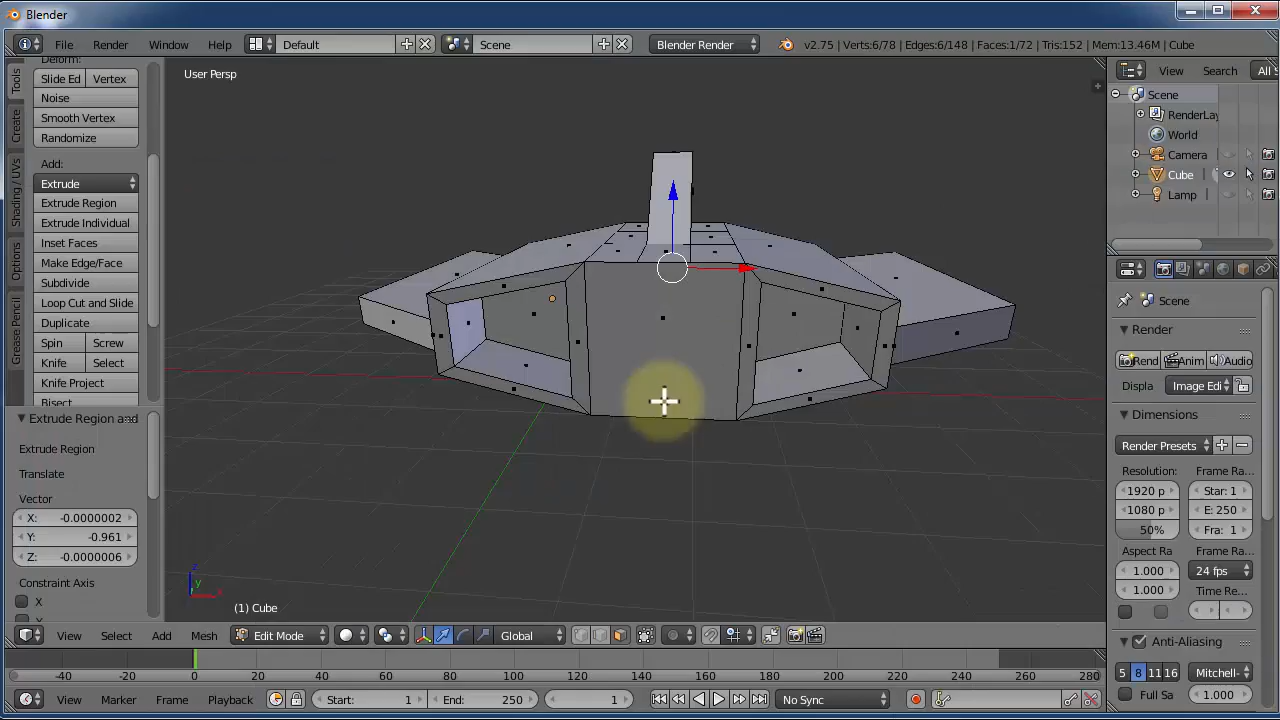 Blender
File Render Window Help Default Scene Blender Render v2.75 | Verts:6/78 | Edges:6/148 | Faces:1/72 | Tris:152 | Mem:13.46M | Cube
Tools
Create
Shading / UVs
Options
Grease Pencil
Deform:
Slide Ed Vertex
Noise
Smooth Vertex
Randomize
Add:
Extrude
Extrude Region
Extrude Individual
Inset Faces
Make Edge/Face
Subdivide
Loop Cut and Slide
Duplicate
Spin Screw
Knife Select
Knife Project
Bisect
Extrude Region and
Extrude Region
Translate
Vector
X: -0.0000002
Y: -0.961
Z: -0.0000006
Constraint Axis
X
User Persp
z
y
x
(1) Cube
View Select Add Mesh Edit Mode Global
-40 -20 0 20 40 60 80 100 120 140 160 180 200 220 240 260 280
View Marker Frame Playback Start: 1 End: 250 1 No Sync
View Search All S
Scene
RenderLay
World
Camera
Cube
Lamp
Scene
Render
Rend Anim Audio
Displa Image Edi
Dimensions
Render Presets
Resolution: Frame Ra...
1920 p Star: 1
1080 p E: 250
50% Fra: 1
Aspect Ra Frame Ra...
1.000 24 fps
1.000 Time Re...
Anti-Aliasing
5 8 11 16 Mitchell-
Full Sa 1.000